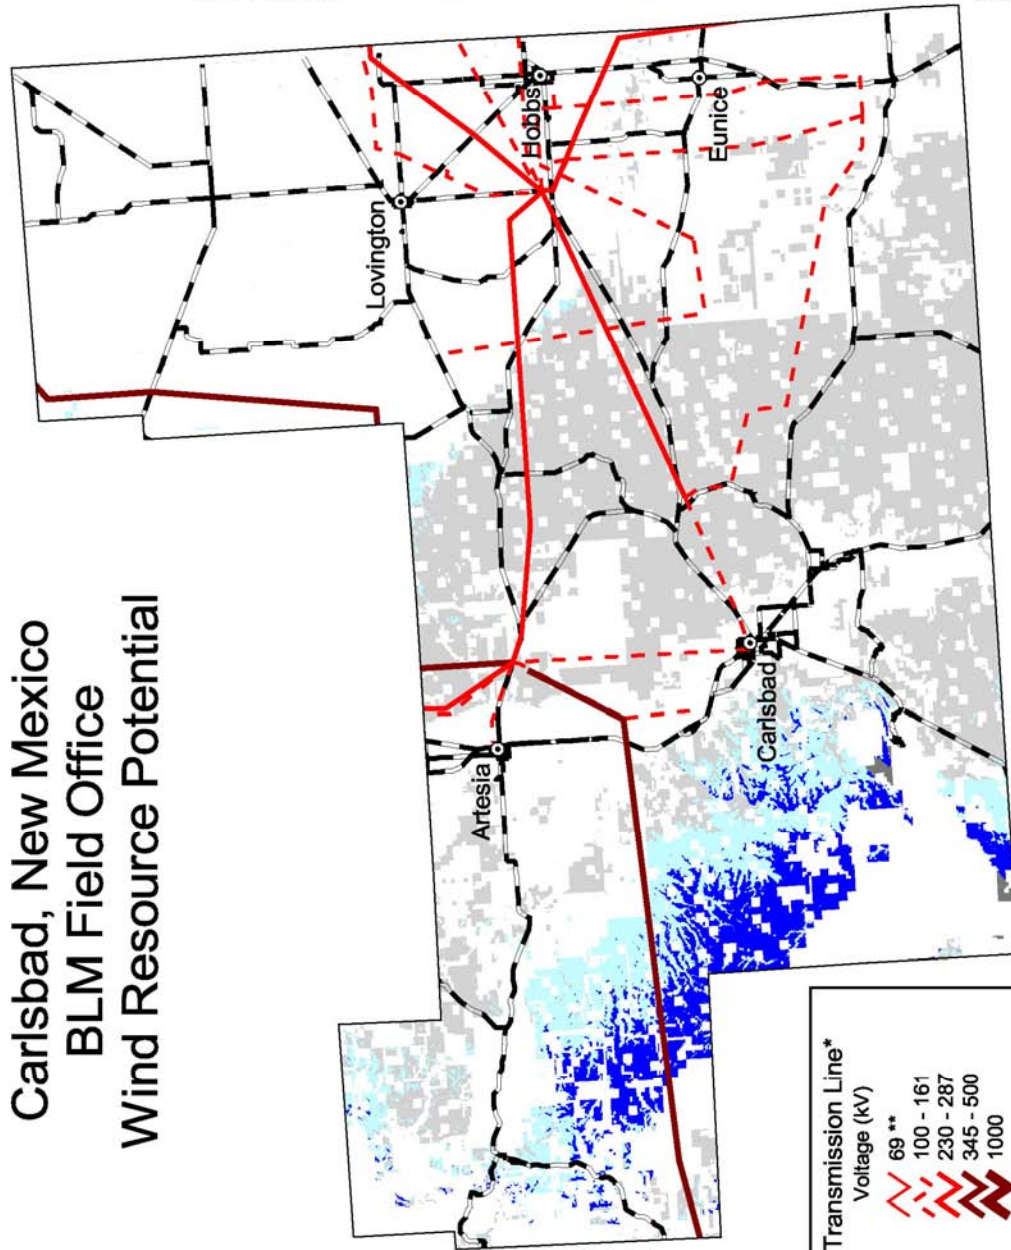 Carlsbad, New Mexico
BLM Field Office
Wind Resource Potential
Lovington
Hobbs
Eunice
Artesia
Carlsbad
Transmission Line*
Voltage (kV)
69 **
100 - 161
230 - 287
345 - 500
1000